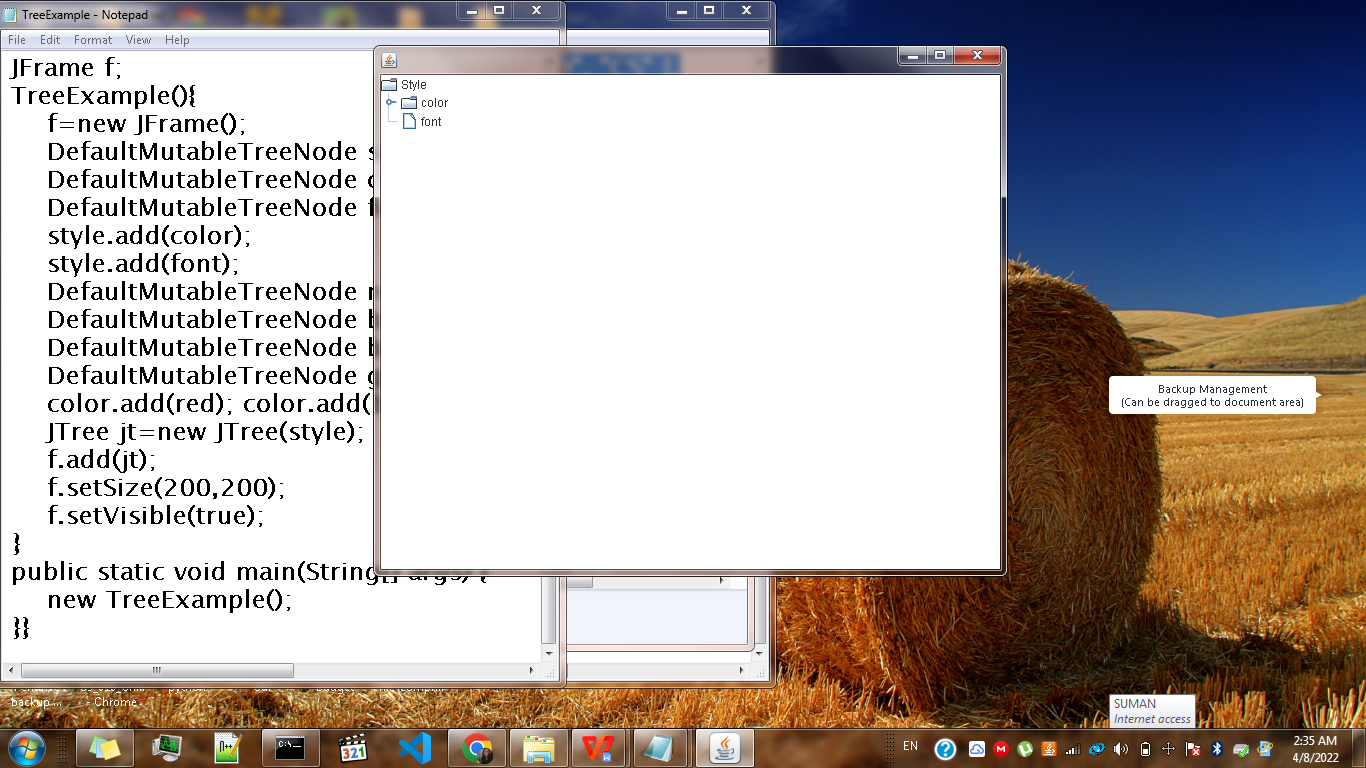 TreeExample - Notepad
File Edit Format View Help
JFrame f;
TreeExample(){
f=new JFrame();
DefaultMutableTreeNode
DefaultMutableTreeNode
DefaultMutableTreeNode
style.add(color);
style.add(font);
DefaultMutableTreeNode
DefaultMutableTreeNode
DefaultMutableTreeNode
DefaultMutableTreeNode
color.add(red); color.add(
JTree jt=new JTree(style);
f.add(jt);
f.setSize(200,200);
f.setVisible(true);
}
public static void main(String[] args) {
new TreeExample();
}}
Style
color
font
Backup Management
(Can be dragged to document area)
backup ...
- Chrome
SUMAN
Internet access
N++
C:\
321
EN
2:35 AM
4/8/2022